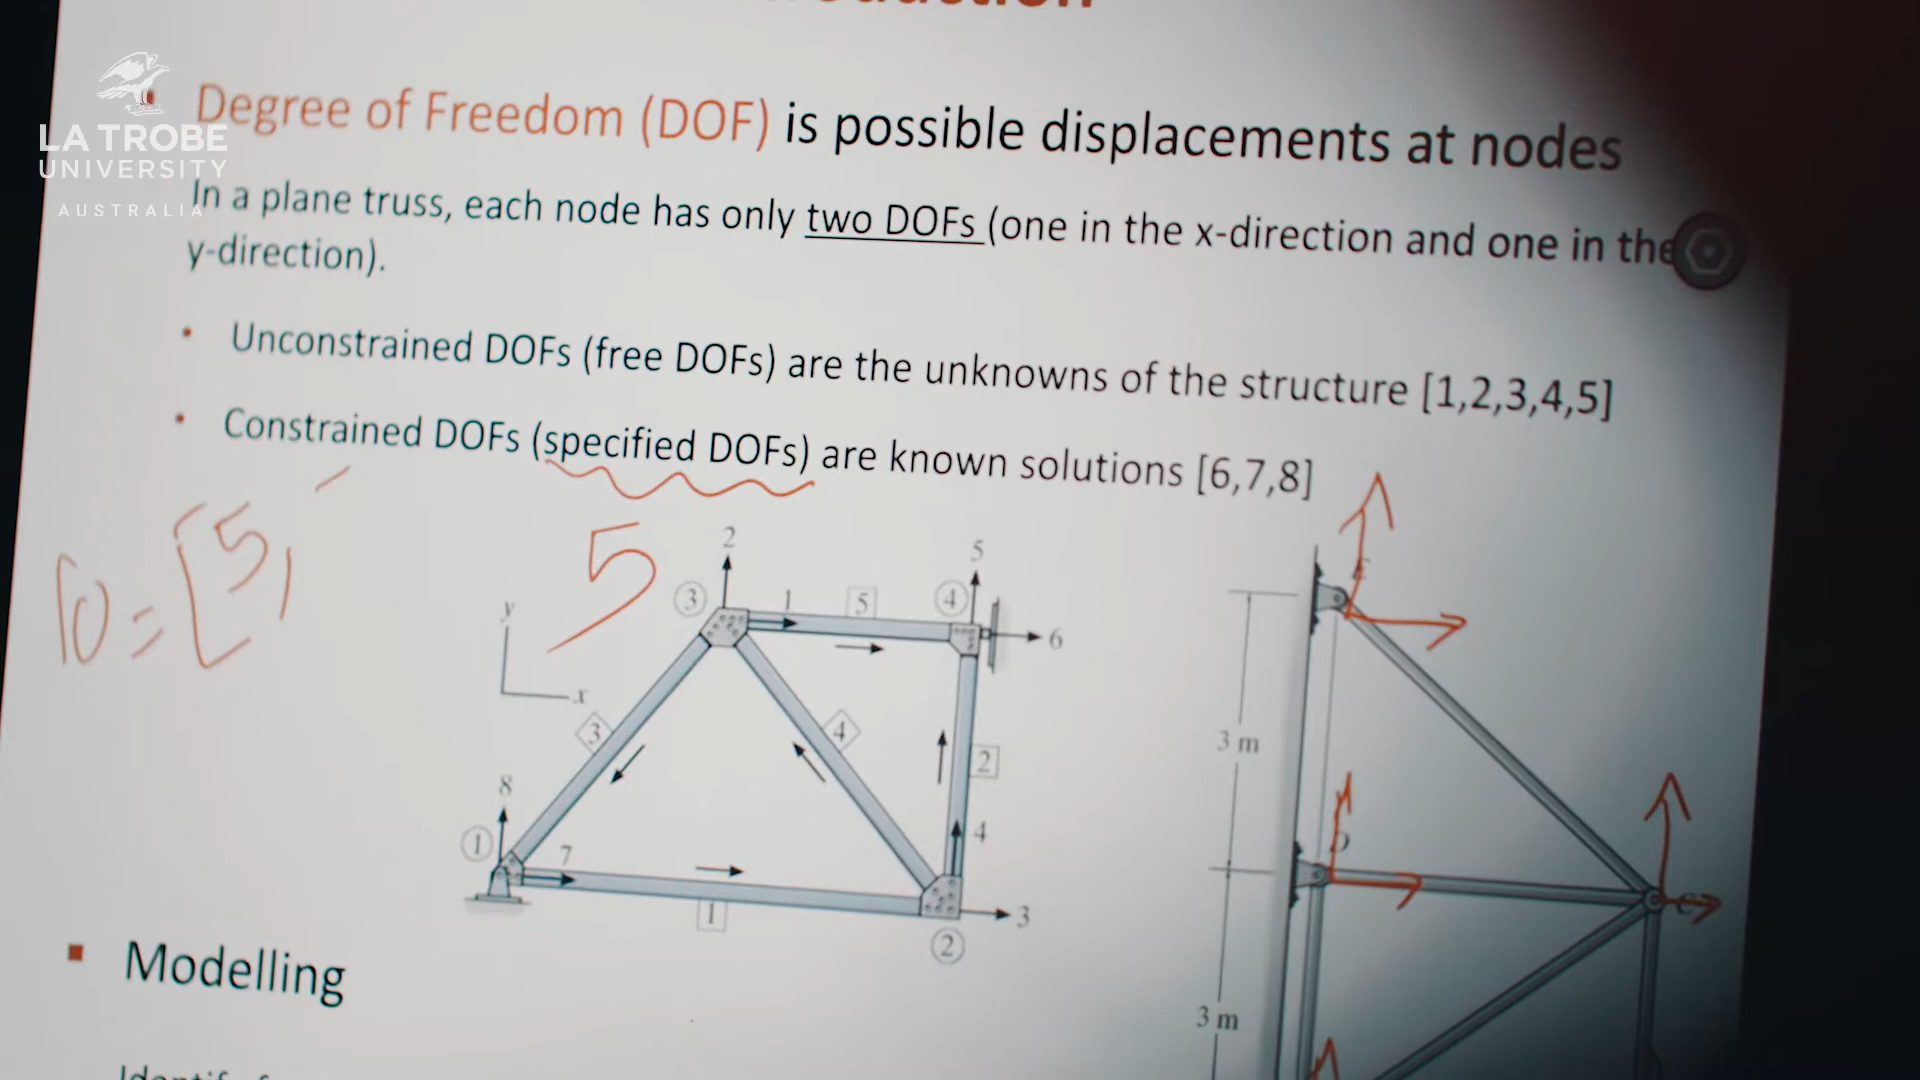 LA TROBE
UNIVERSITY
AUSTRALIA
Degree of Freedom (DOF) is possible displacements at nodes
In a plane truss, each node has only two DOFs (one in the x-direction and one in the
y-direction).
• Unconstrained DOFs (free DOFs) are the unknowns of the structure [1,2,3,4,5]
• Constrained DOFs (specified DOFs) are known solutions [6,7,8]
10 = [5,
5
2
5
3
1
5
4
6
y
x
3
4
2
8
4
1
7
1
3
2
E
3 m
D
C
3 m
Modelling